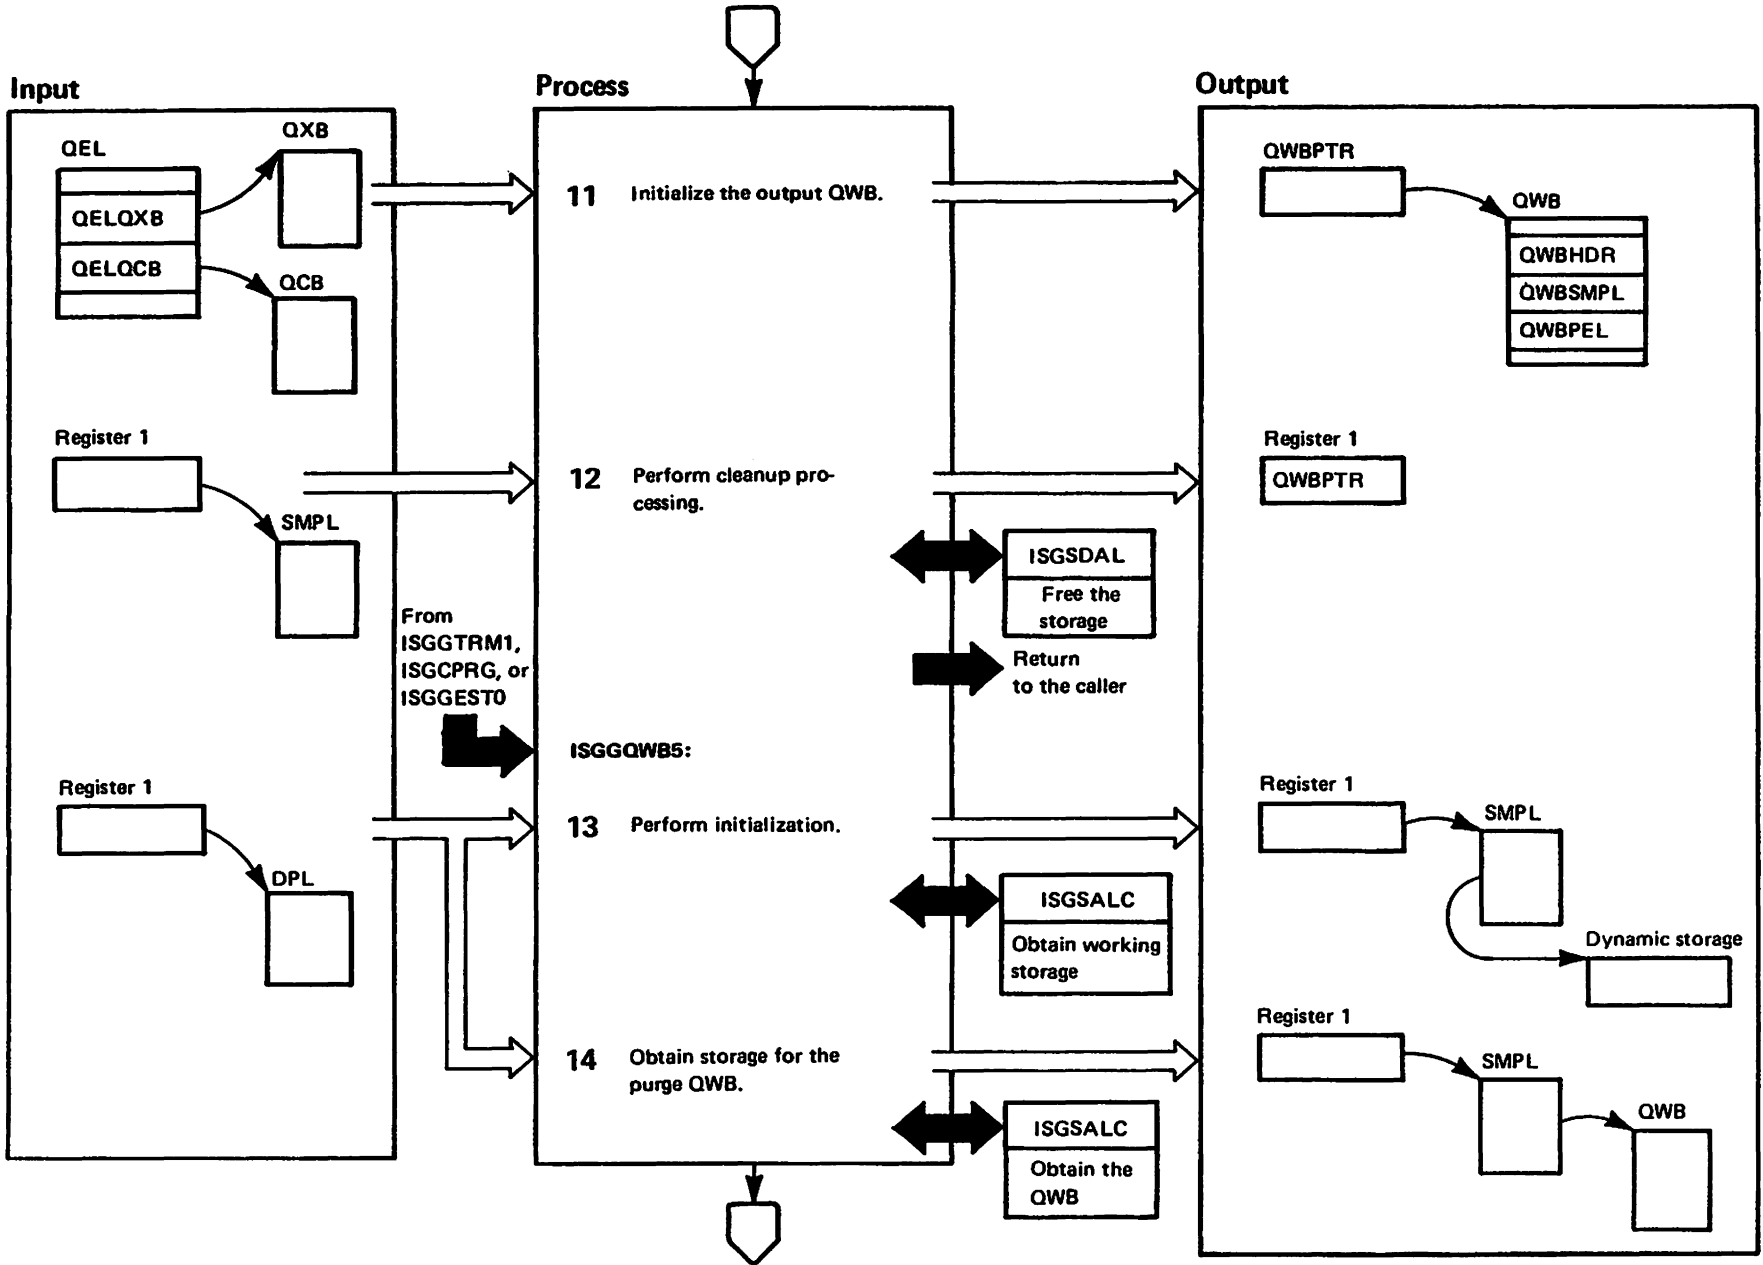 Input
Process
Output
QEL
QXB
QELQXB
QELQCB
QCB
11 Initialize the output QWB.
QWBPTR
QWB
QWBHDR
QWBSMPL
QWBPEL
Register 1
SMPL
12 Perform cleanup pro-
cessing.
Register 1
QWBPTR
ISGSDAL
Free the
storage
Return
to the caller
From
ISGGTRM1,
ISGCPRG, or
ISGGEST0
ISGGQWB5:
Register 1
DPL
13 Perform initialization.
Register 1
SMPL
Dynamic storage
ISGSALC
Obtain working
storage
14 Obtain storage for the
purge QWB.
Register 1
SMPL
QWB
ISGSALC
Obtain the
QWB